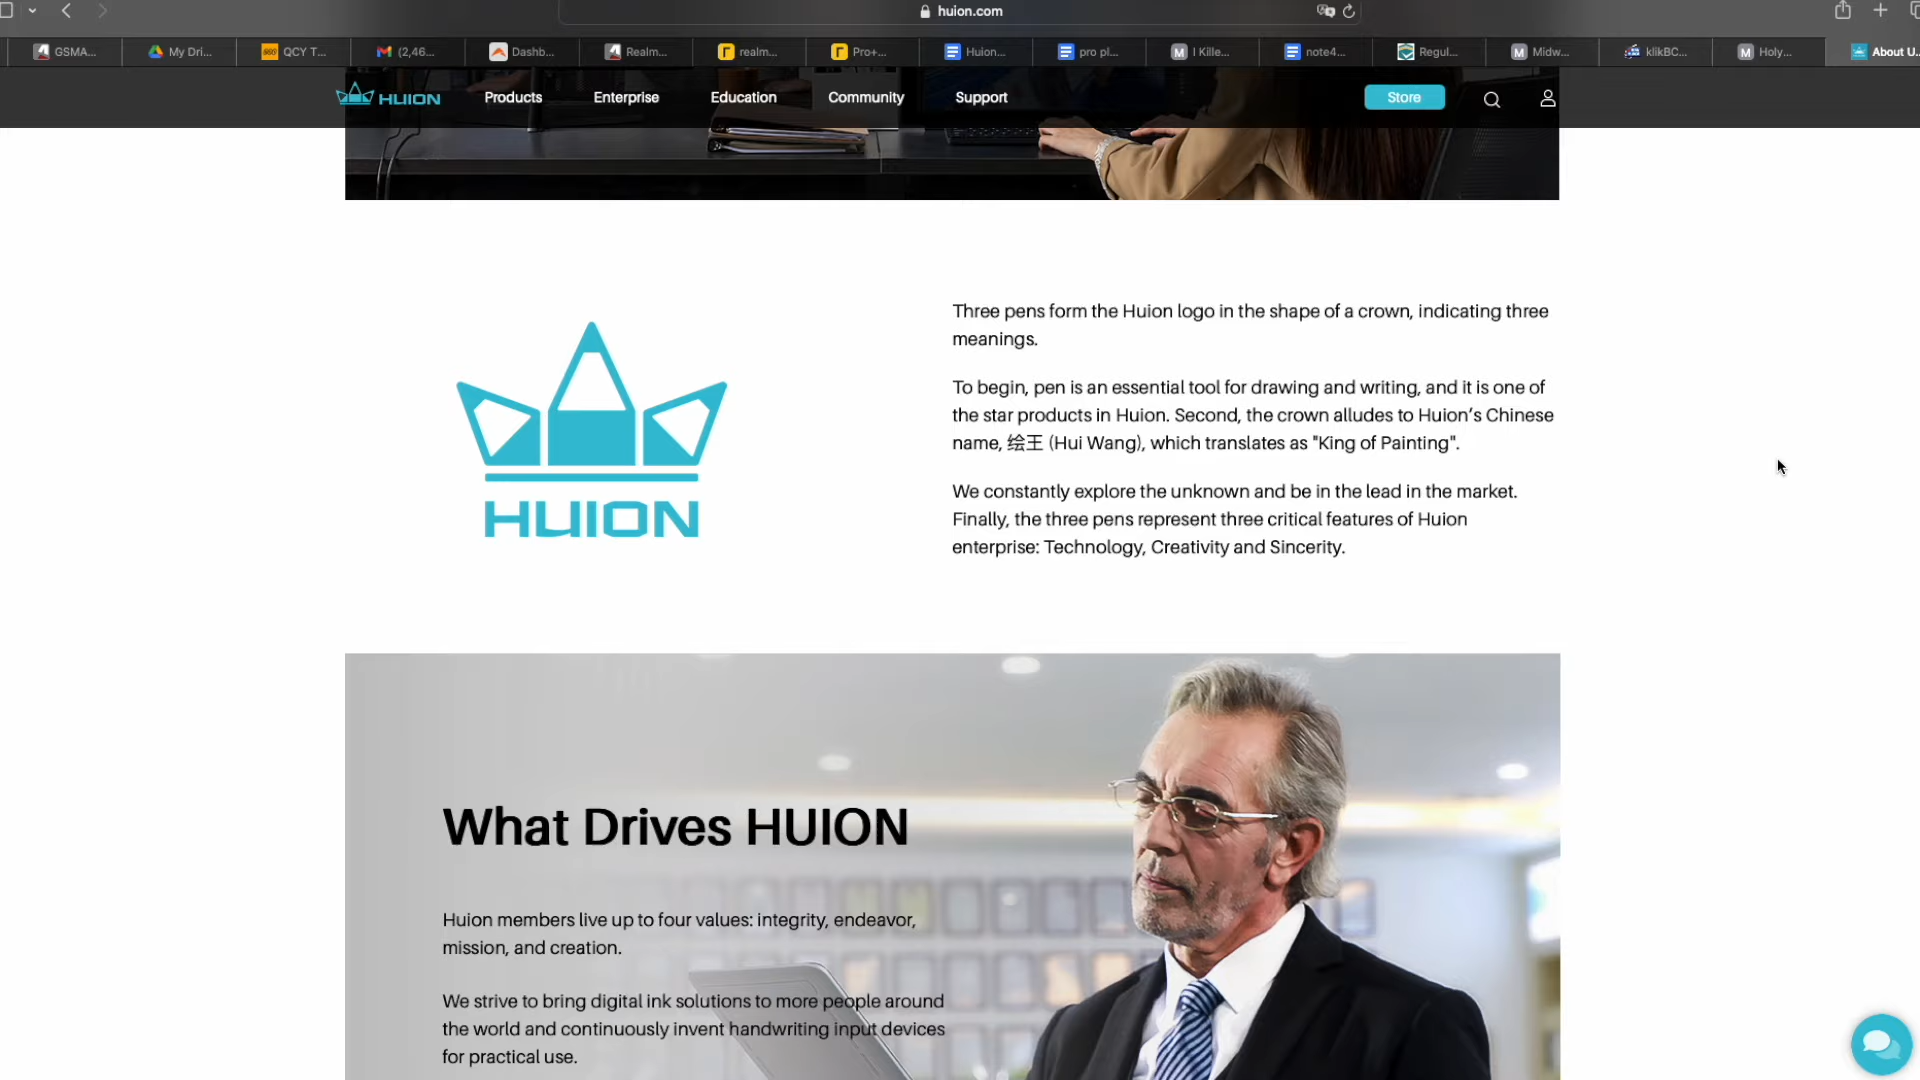 huion.com
GSMA...
My Dri...
QCY T...
(2,46...
Dashb...
Realm...
realm...
Pro+...
Huion...
pro pl...
I Kille...
note4...
Regul...
Midw...
klikBC...
Holy...
About U...
HUION
Products
Enterprise
Education
Community
Support
Store
HUION
Three pens form the Huion logo in the shape of a crown, indicating three
meanings.
To begin, pen is an essential tool for drawing and writing, and it is one of
the star products in Huion. Second, the crown alludes to Huion's Chinese
name, 绘王 (Hui Wang), which translates as "King of Painting".
We constantly explore the unknown and be in the lead in the market.
Finally, the three pens represent three critical features of Huion
enterprise: Technology, Creativity and Sincerity.
What Drives HUION
Huion members live up to four values: integrity, endeavor,
mission, and creation.
We strive to bring digital ink solutions to more people around
the world and continuously invent handwriting input devices
for practical use.